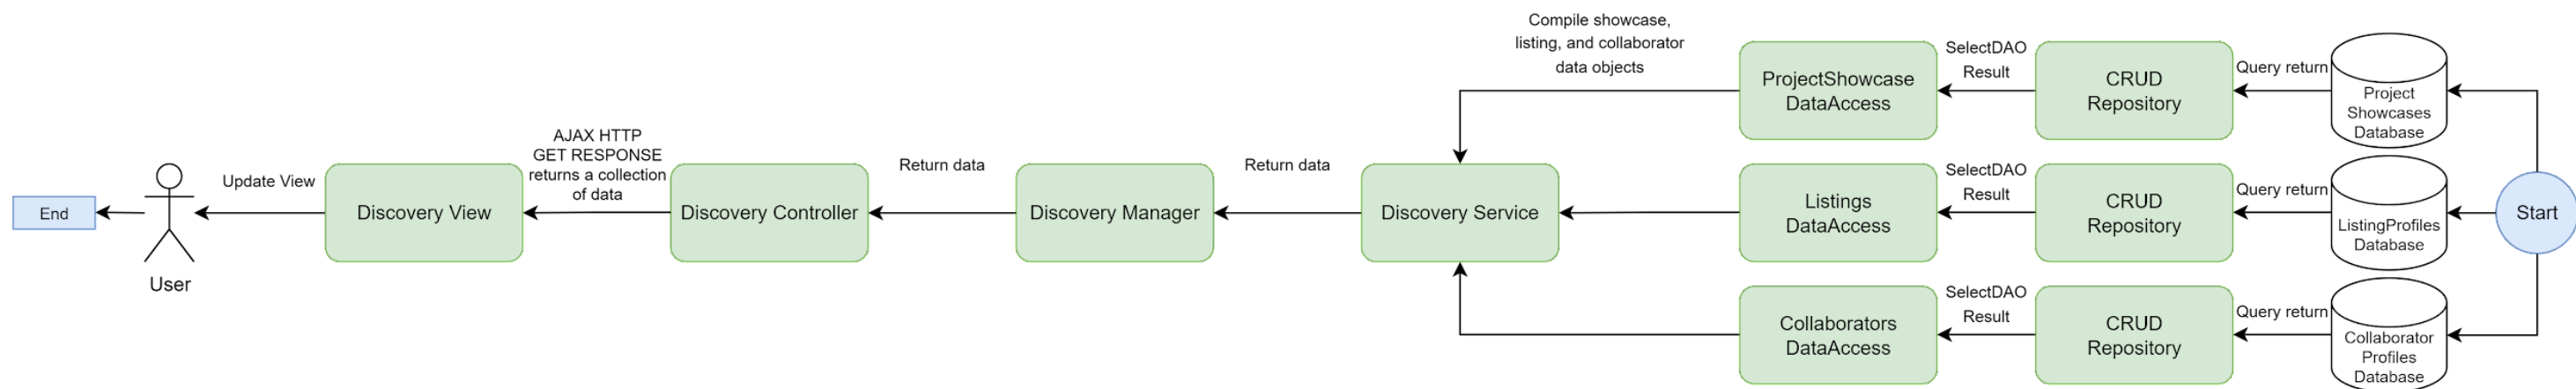 Compile showcase,
listing, and collaborator
data objects
ProjectShowcase
DataAccess
SelectDAO
Result
CRUD
Repository
Query return
Project
Showcases
Database
End
User
Update View
Discovery View
AJAX HTTP
GET RESPONSE
returns a collection
of data
Discovery Controller
Return data
Discovery Manager
Return data
Discovery Service
Listings
DataAccess
SelectDAO
Result
CRUD
Repository
Query return
ListingProfiles
Database
Start
Collaborators
DataAccess
SelectDAO
Result
CRUD
Repository
Query return
Collaborator
Profiles
Database